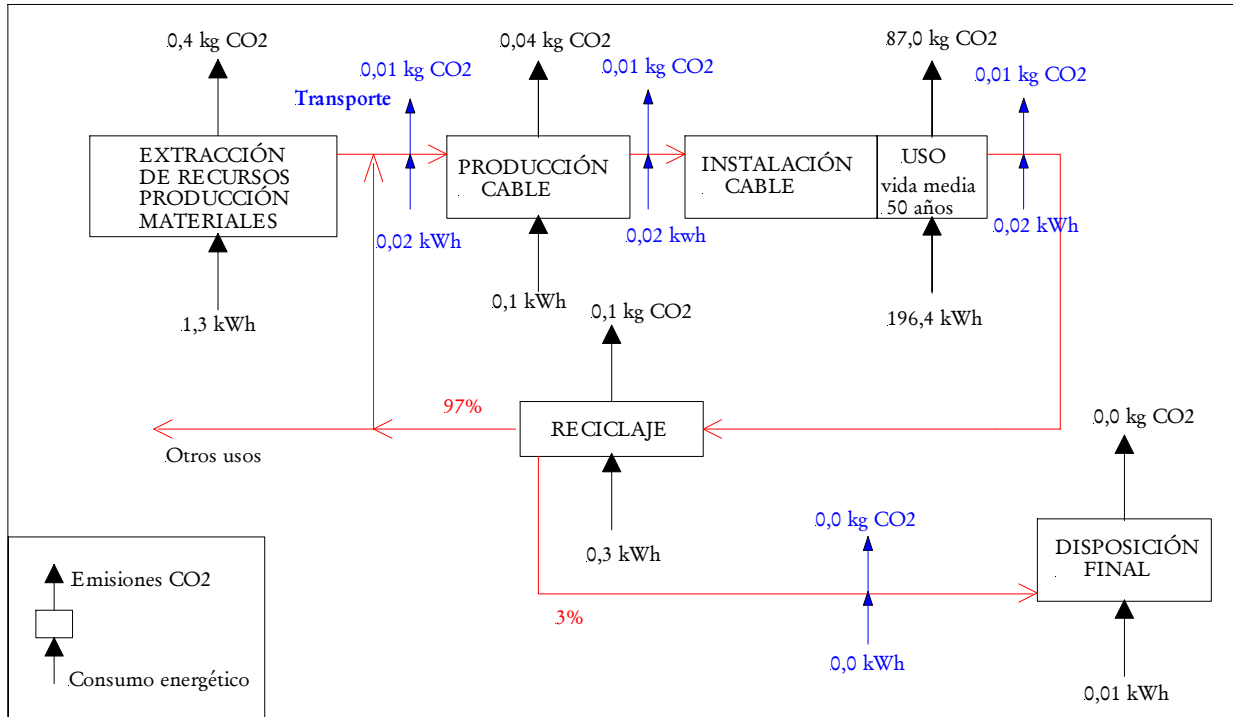 0,4 kg CO2
0,04 kg CO2
87,0 kg CO2
0,01 kg CO2
0,01 kg CO2
0,01 kg CO2
Transporte
EXTRACCIÓN
DE RECURSOS
PRODUCCIÓN
MATERIALES
PRODUCCIÓN
CABLE
INSTALACIÓN
CABLE
USO
vida media
50 años
0,02 kWh
0,02 kwh
0,02 kWh
1,3 kWh
0,1 kWh
196,4 kWh
0,1 kg CO2
97%
RECICLAJE
Otros usos
0,0 kg CO2
0,3 kWh
0,0 kg CO2
DISPOSICIÓN
FINAL
3%
0,0 kWh
0,01 kWh
Emisiones CO2
Consumo energético